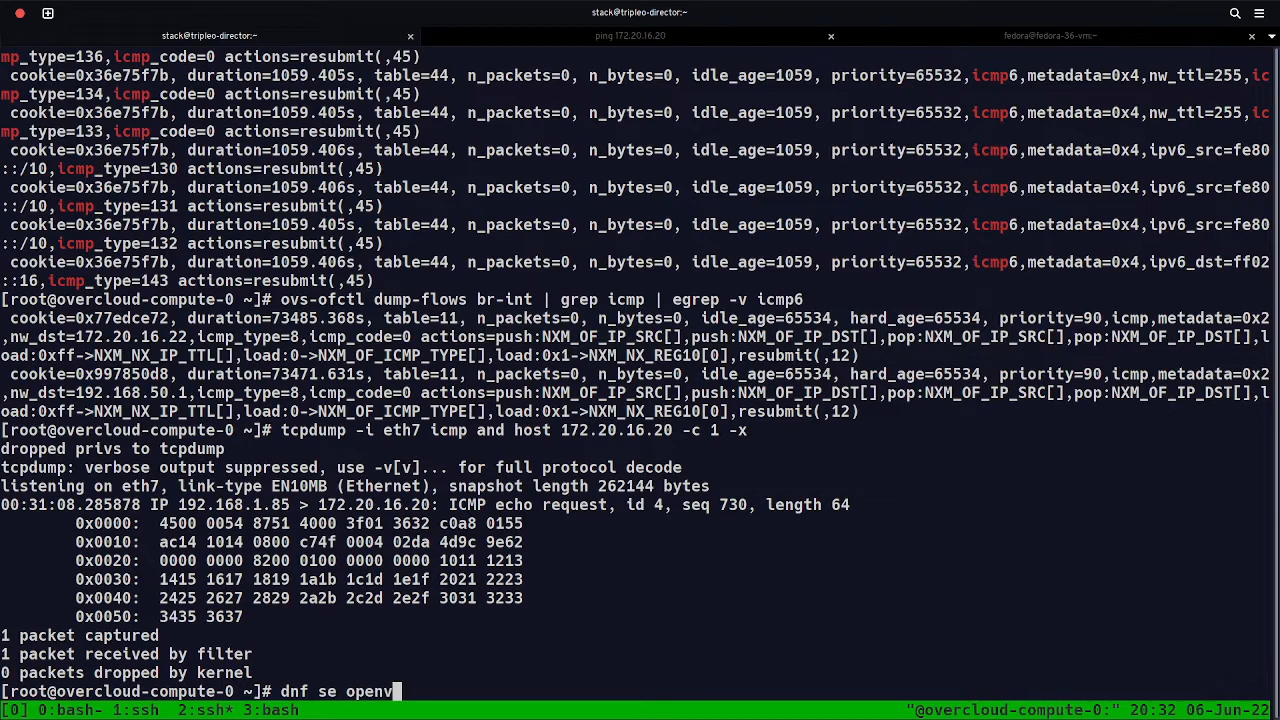 stack@tripleo-director:~
stack@tripleo-director:~ ping 172.20.16.20 fedora@fedora-36-vm:~
mp_type=136,icmp_code=0 actions=resubmit(,45)
cookie=0x36e75f7b, duration=1059.405s, table=44, n_packets=0, n_bytes=0, idle_age=1059, priority=65532,icmp6,metadata=0x4,nw_ttl=255,ic
mp_type=134,icmp_code=0 actions=resubmit(,45)
cookie=0x36e75f7b, duration=1059.405s, table=44, n_packets=0, n_bytes=0, idle_age=1059, priority=65532,icmp6,metadata=0x4,nw_ttl=255,ic
mp_type=133,icmp_code=0 actions=resubmit(,45)
cookie=0x36e75f7b, duration=1059.406s, table=44, n_packets=0, n_bytes=0, idle_age=1059, priority=65532,icmp6,metadata=0x4,ipv6_src=fe80
::/10,icmp_type=130 actions=resubmit(,45)
cookie=0x36e75f7b, duration=1059.406s, table=44, n_packets=0, n_bytes=0, idle_age=1059, priority=65532,icmp6,metadata=0x4,ipv6_src=fe80
::/10,icmp_type=131 actions=resubmit(,45)
cookie=0x36e75f7b, duration=1059.405s, table=44, n_packets=0, n_bytes=0, idle_age=1059, priority=65532,icmp6,metadata=0x4,ipv6_src=fe80
::/10,icmp_type=132 actions=resubmit(,45)
cookie=0x36e75f7b, duration=1059.406s, table=44, n_packets=0, n_bytes=0, idle_age=1059, priority=65532,icmp6,metadata=0x4,ipv6_dst=ff02
::16,icmp_type=143 actions=resubmit(,45)
[root@overcloud-compute-0 ~]# ovs-ofctl dump-flows br-int | grep icmp | egrep -v icmp6
cookie=0x77edce72, duration=73485.368s, table=11, n_packets=0, n_bytes=0, idle_age=65534, hard_age=65534, priority=90,icmp,metadata=0x2
,nw_dst=172.20.16.22,icmp_type=8,icmp_code=0 actions=push:NXM_OF_IP_SRC[],push:NXM_OF_IP_DST[],pop:NXM_OF_IP_SRC[],pop:NXM_OF_IP_DST[],l
oad:0xff->NXM_NX_IP_TTL[],load:0->NXM_OF_ICMP_TYPE[],load:0x1->NXM_NX_REG10[0],resubmit(,12)
cookie=0x997850d8, duration=73471.631s, table=11, n_packets=0, n_bytes=0, idle_age=65534, hard_age=65534, priority=90,icmp,metadata=0x2
,nw_dst=192.168.50.1,icmp_type=8,icmp_code=0 actions=push:NXM_OF_IP_SRC[],push:NXM_OF_IP_DST[],pop:NXM_OF_IP_SRC[],pop:NXM_OF_IP_DST[],l
oad:0xff->NXM_NX_IP_TTL[],load:0->NXM_OF_ICMP_TYPE[],load:0x1->NXM_NX_REG10[0],resubmit(,12)
[root@overcloud-compute-0 ~]# tcpdump -i eth7 icmp and host 172.20.16.20 -c 1 -x
dropped privs to tcpdump
tcpdump: verbose output suppressed, use -v[v]... for full protocol decode
listening on eth7, link-type EN10MB (Ethernet), snapshot length 262144 bytes
00:31:08.285878 IP 192.168.1.85 > 172.20.16.20: ICMP echo request, id 4, seq 730, length 64
0x0000: 4500 0054 8751 4000 3f01 3632 c0a8 0155
0x0010: ac14 1014 0800 c74f 0004 02da 4d9c 9e62
0x0020: 0000 0000 8200 0100 0000 0000 1011 1213
0x0030: 1415 1617 1819 1a1b 1c1d 1e1f 2021 2223
0x0040: 2425 2627 2829 2a2b 2c2d 2e2f 3031 3233
0x0050: 3435 3637
1 packet captured
1 packet received by filter
0 packets dropped by kernel
[root@overcloud-compute-0 ~]# dnf se openv
[0] 0:bash- 1:ssh 2:ssh* 3:bash "@overcloud-compute-0:" 20:32 06-Jun-22